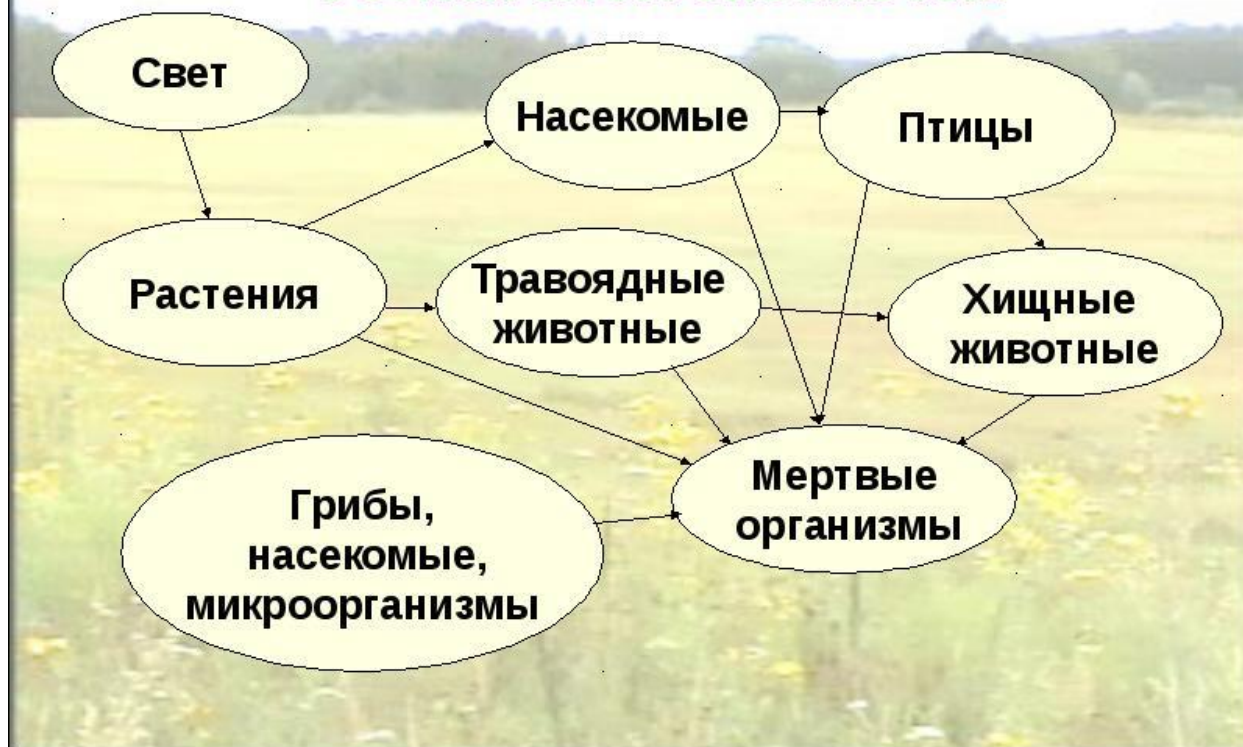 Свет
Насекомые
Птицы
Растения
Травоядные
животные
Хищные
животные
Мертвые
организмы
Грибы,
насекомые,
микроорганизмы